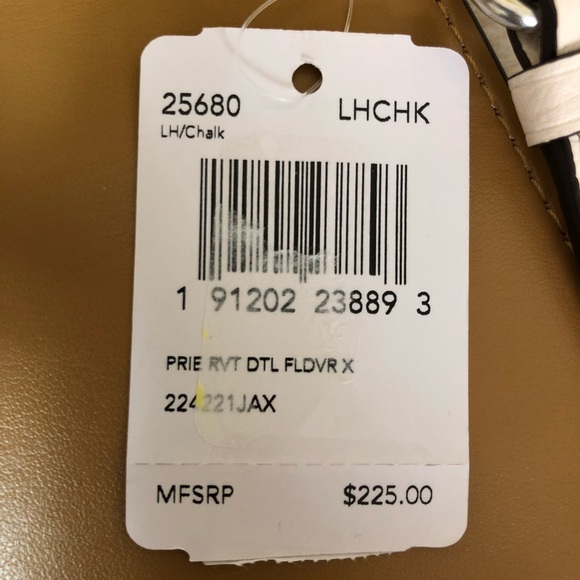 25680 LHCHK
LH/Chalk
1 91202 23889 3
PRIE RVT DTL FLDVR X
224221JAX
MFSRP $225.00